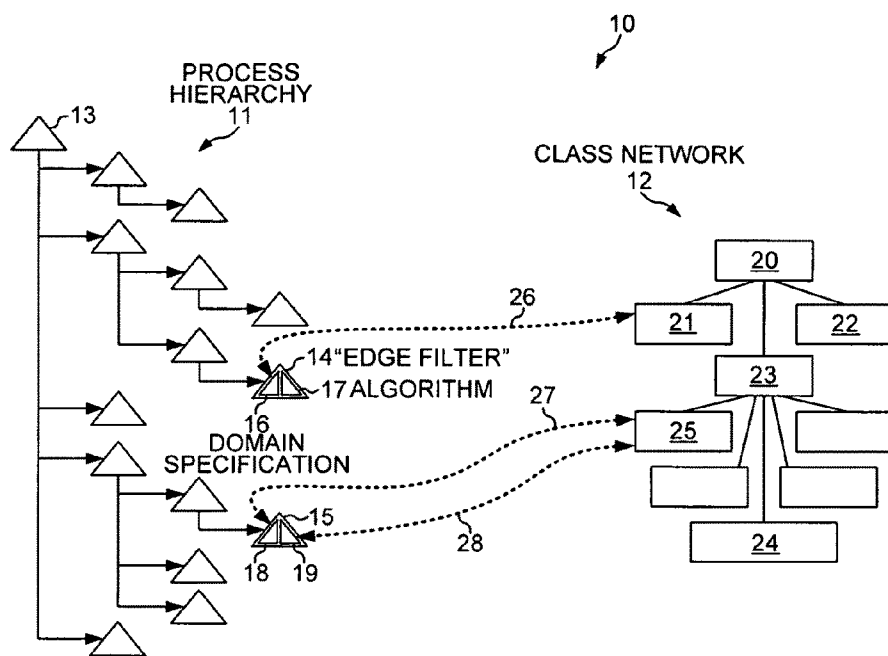 10
PROCESS
HIERARCHY
11
13
CLASS NETWORK
12
20
21
22
26
14 "EDGE FILTER"
17 ALGORITHM
16
23
27
25
DOMAIN
SPECIFICATION
15
28
18
19
24